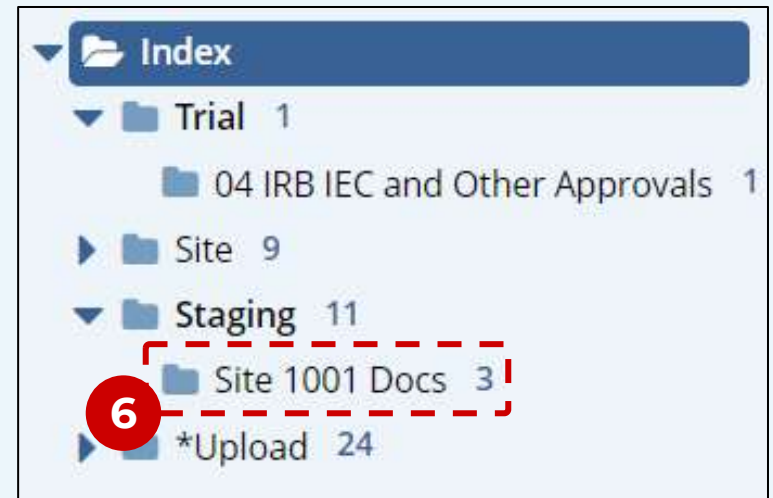 Index
Trial 1
04 IRB IEC and Other Approvals 1
Site 9
Staging 11
Site 1001 Docs 3
6
*Upload 24